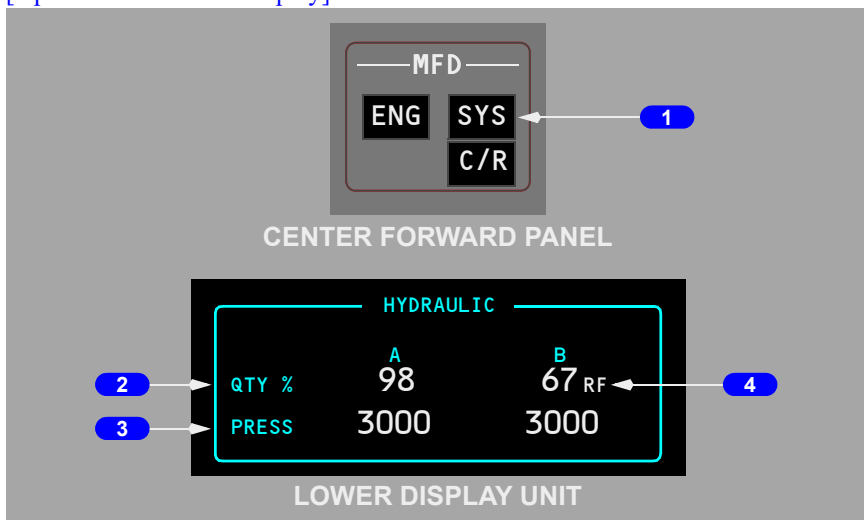 MFD
ENG SYS
1
C/R
CENTER FORWARD PANEL
HYDRAULIC
A B
2 QTY % 98 67 RF 4
3 PRESS 3000 3000
LOWER DISPLAY UNIT